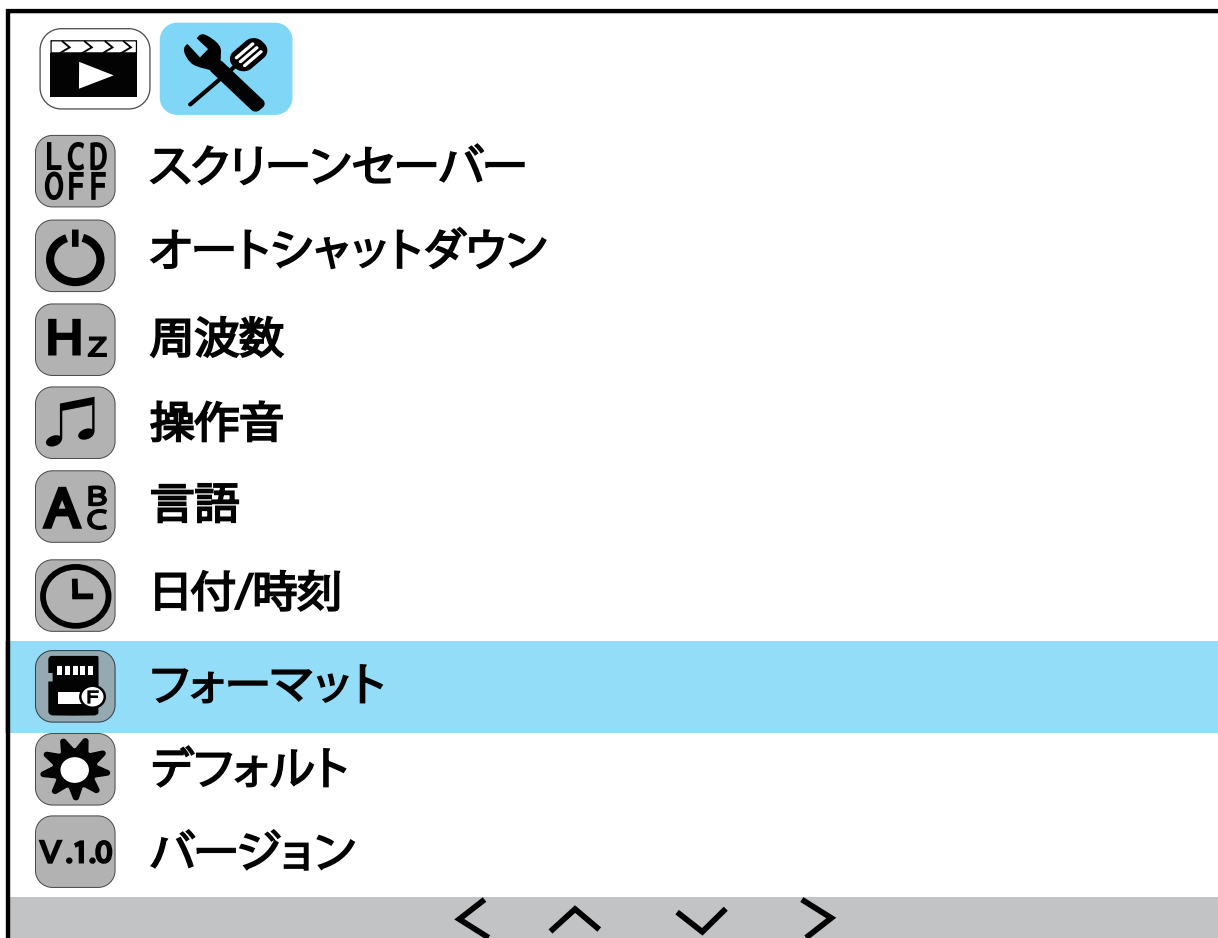 LCD OFF スクリーンセーバー
オートシャットダウン
Hz 周波数
操作音
ABC 言語
日付/時刻
F フォーマット
デフォルト
V.1.0 バージョン